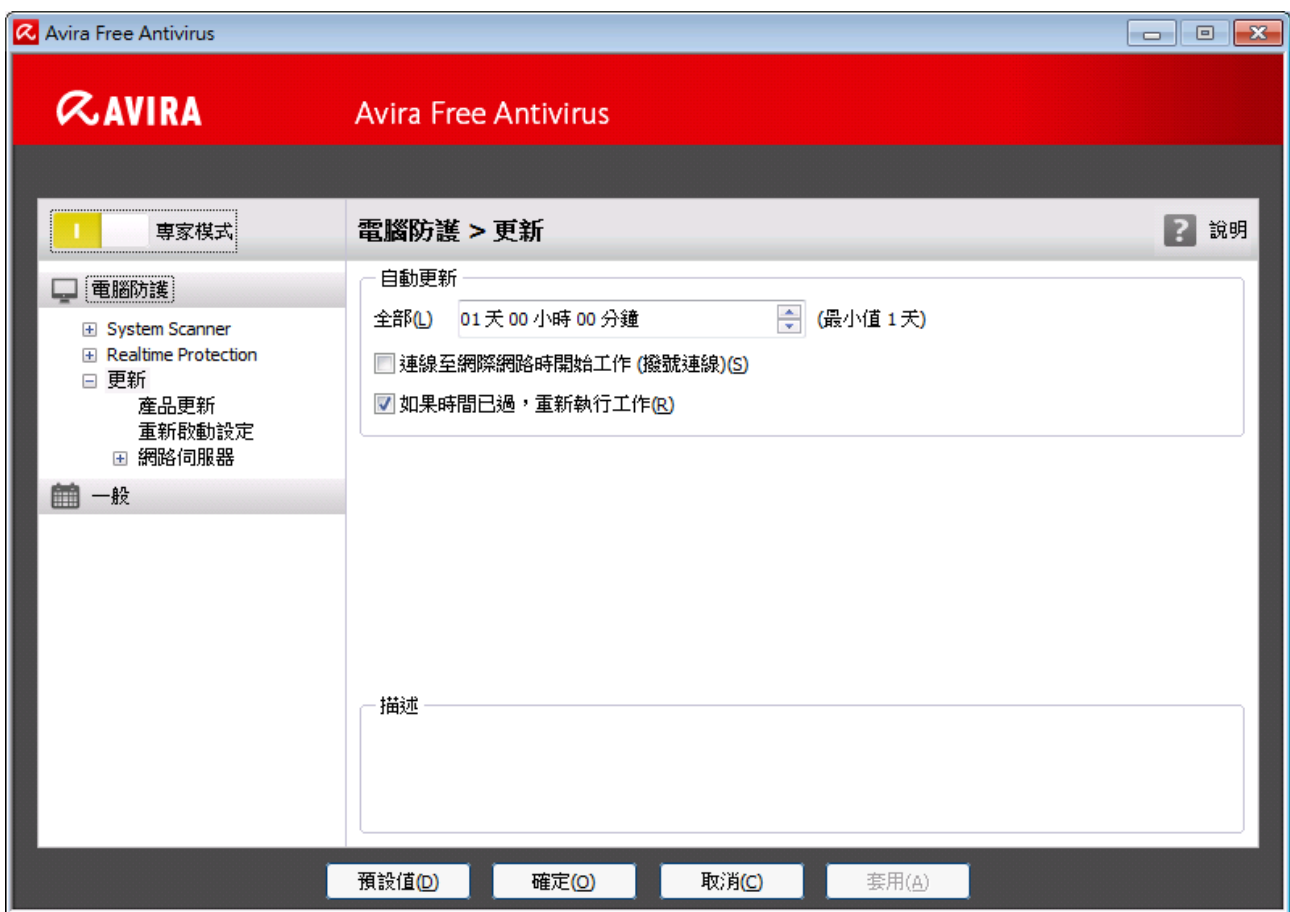 Avira Free Antivirus
AVIRA
Avira Free Antivirus
I
專家模式
電腦防護 > 更新
? 說明
電腦防護
System Scanner
Realtime Protection
更新
產品更新
重新啟動設定
網路伺服器
一般
自動更新
全部(L) 01 天 00 小時 00 分鐘 (最小值 1 天)
連線至網際網路時開始工作 (撥號連線)(S)
如果時間已過，重新執行工作(R)
描述
預設值(D) 確定(O) 取消(C) 套用(A)